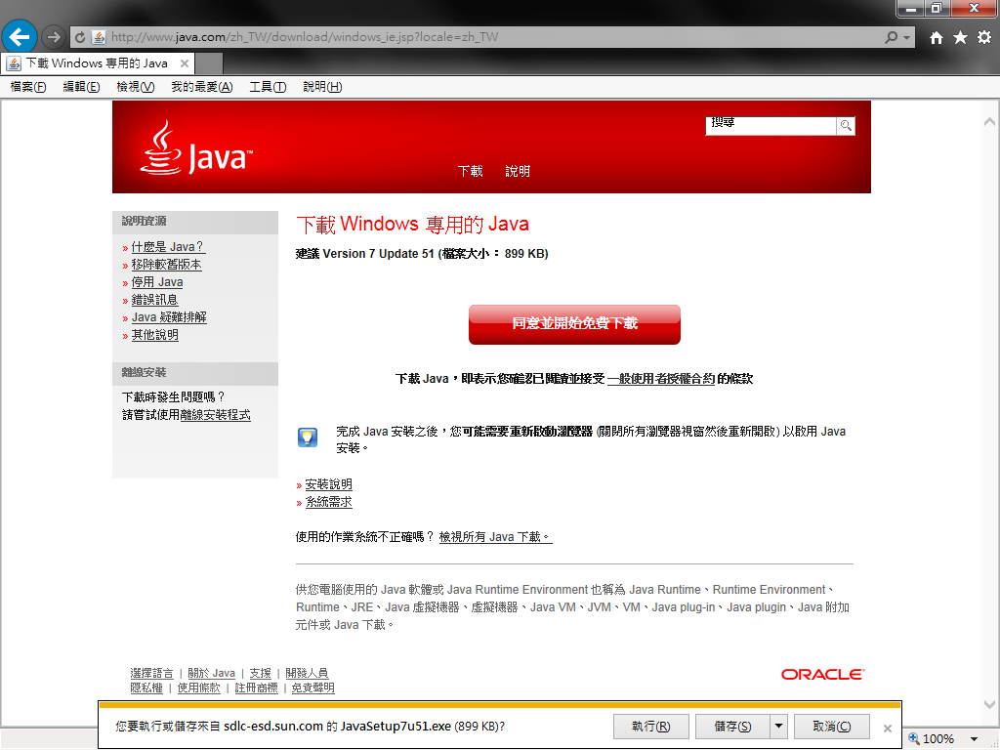 http://www.java.com/zh_TW/download/windows_ie.jsp?locale=zh_TW
下載 Windows 專用的 Java
檔案(F) 編輯(E) 檢視(V) 我的最愛(A) 工具(T) 說明(H)
Java™
搜尋
下載 說明
說明資源
» 什麼是 Java？
» 移除較舊版本
» 停用 Java
» 錯誤訊息
» Java 疑難排解
» 其他說明
離線安裝
下載時發生問題嗎？
請嘗試使用離線安裝程式
下載 Windows 專用的 Java
建議 Version 7 Update 51 (檔案大小： 899 KB)
同意並開始免費下載
下載 Java，即表示您確認已閱讀並接受 一般使用者授權合約 的條款
完成 Java 安裝之後，您可能需要重新啟動瀏覽器 (關閉所有瀏覽器視窗然後重新開啟) 以啟用 Java
安裝。
» 安裝說明
» 系統需求
使用的作業系統不正確嗎？ 檢視所有 Java 下載。
供您電腦使用的 Java 軟體或 Java Runtime Environment 也稱為 Java Runtime、Runtime Environment、
Runtime、JRE、Java 虛擬機器、虛擬機器、Java VM、JVM、VM、Java plug-in、Java plugin、Java 附加
元件或 Java 下載。
選擇語言 | 關於 Java | 支援 | 開發人員
隱私權 | 使用條款 | 註冊商標 | 免責聲明
ORACLE®
您要執行或儲存來自 sdlc-esd.sun.com 的 JavaSetup7u51.exe (899 KB)?
執行(R) 儲存(S) 取消(C)
100%